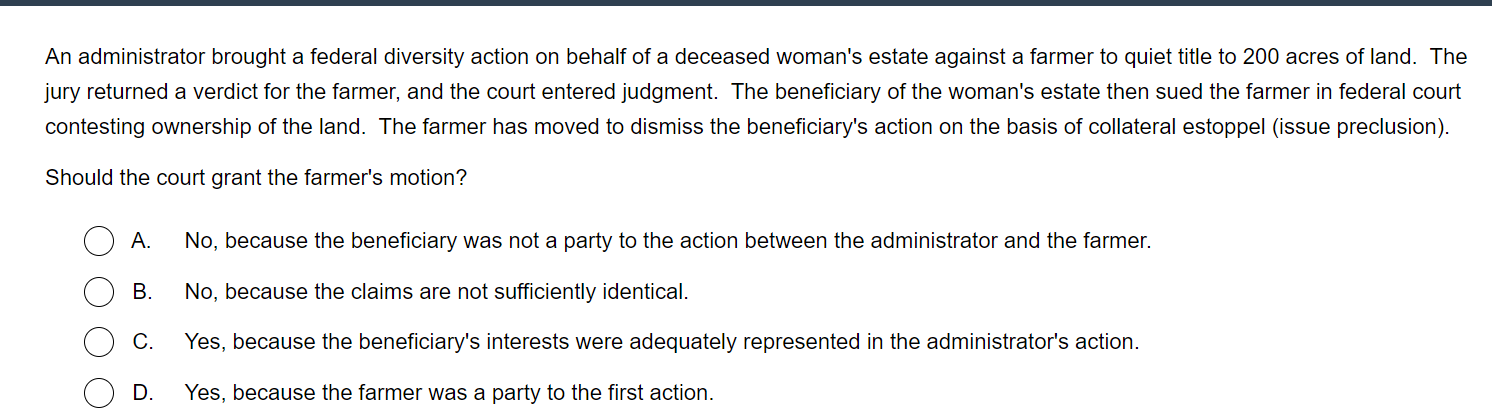 An administrator brought a federal diversity action on behalf of a deceased woman's estate against a farmer to quiet title to 200 acres of land.  The
jury returned a verdict for the farmer, and the court entered judgment.  The beneficiary of the woman's estate then sued the farmer in federal court
contesting ownership of the land.  The farmer has moved to dismiss the beneficiary's action on the basis of collateral estoppel (issue preclusion).
Should the court grant the farmer's motion?
A. No, because the beneficiary was not a party to the action between the administrator and the farmer.
B. No, because the claims are not sufficiently identical.
C. Yes, because the beneficiary's interests were adequately represented in the administrator's action.
D. Yes, because the farmer was a party to the first action.